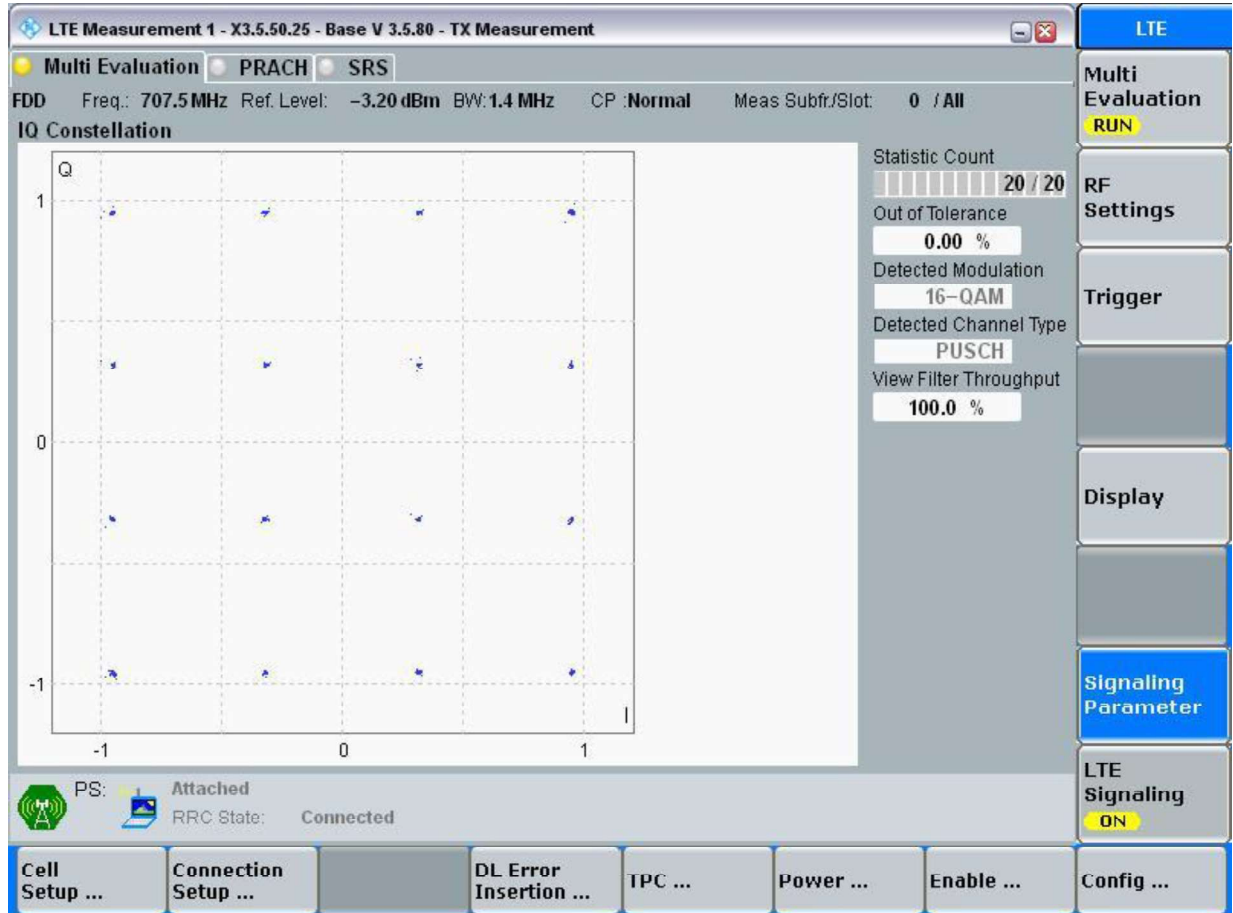 LTE Measurement 1 - X3.5.50.25 - Base V 3.5.80 - TX Measurement
LTE
Multi Evaluation PRACH SRS
FDD Freq.: 707.5 MHz Ref. Level: −3.20 dBm BW: 1.4 MHz CP :Normal Meas Subfr./Slot: 0 / All
IQ Constellation
Q
1
0
-1
I
-1 0 1
Statistic Count
20 / 20
Out of Tolerance
0.00 %
Detected Modulation
16−QAM
Detected Channel Type
PUSCH
View Filter Throughput
100.0 %
Multi
Evaluation
RUN
RF
Settings
Trigger
Display
Signaling
Parameter
LTE
Signaling
ON
PS: Attached
RRC State: Connected
Cell
Setup ...
Connection
Setup ...
DL Error
Insertion ...
TPC ...
Power ...
Enable ...
Config ...